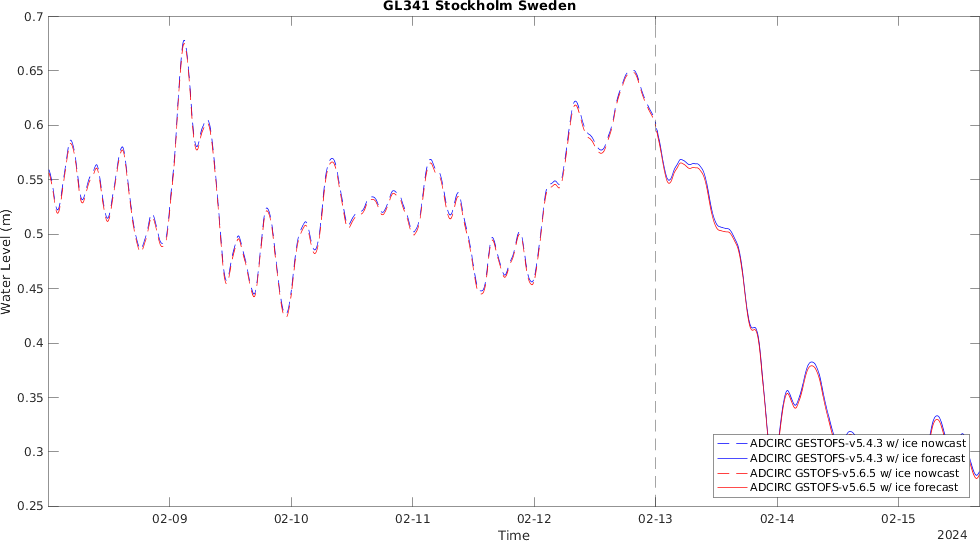 GL341 Stockholm Sweden
0.7
0.65
0.6
0.55
0.5
0.45
0.4
0.35
0.3
0.25
Water Level (m)
ADCIRC GESTOFS-v5.4.3 w/ ice nowcast
ADCIRC GESTOFS-v5.4.3 w/ ice forecast
ADCIRC GSTOFS-v5.6.5 w/ ice nowcast
ADCIRC GSTOFS-v5.6.5 w/ ice forecast
02-09 02-10 02-11 02-12 02-13 02-14 02-15
Time
2024